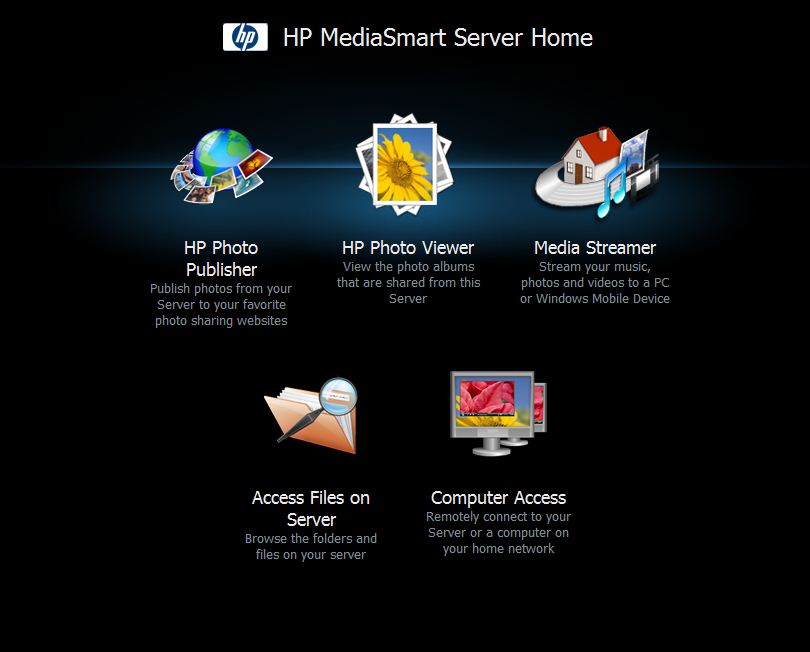 hp
HP MediaSmart Server Home
HP Photo
Publisher
Publish photos from your
Server to your favorite
photo sharing websites
HP Photo Viewer
View the photo albums
that are shared from this
Server
Media Streamer
Stream your music,
photos and videos to a PC
or Windows Mobile Device
Access Files on
Server
Browse the folders and
files on your server
Computer Access
Remotely connect to your
Server or a computer on
your home network